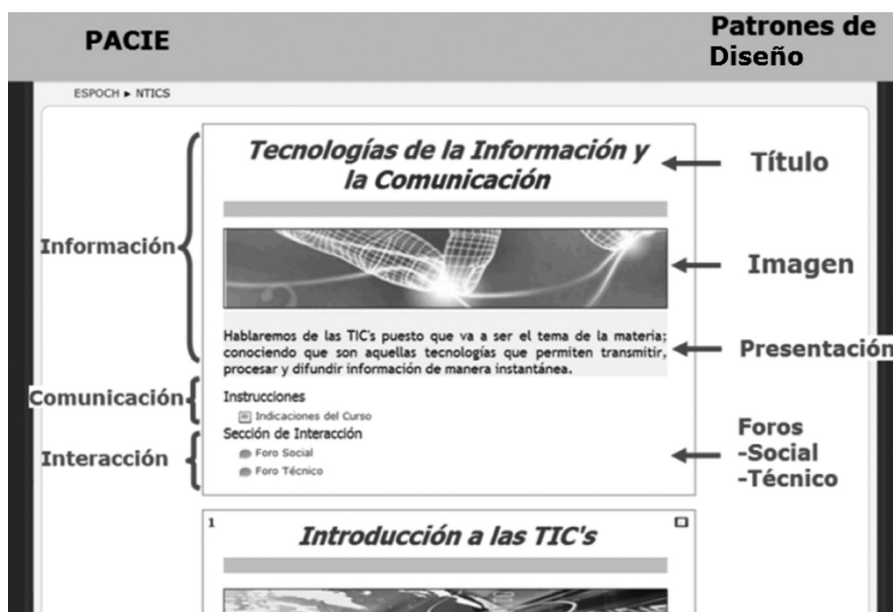 PACIE
Patrones de
Diseño
ESPOCH ► NTICS
Tecnologías de la Información y
la Comunicación
Título
Información
Imagen
Hablaremos de las TIC's puesto que va a ser el tema de la materia;
conociendo que son aquellas tecnologías que permiten transmitir,
procesar y difundir información de manera instantánea.
Presentación
Comunicación
Instrucciones
Indicaciones del Curso
Interacción
Sección de Interacción
Foro Social
Foro Técnico
Foros
-Social
-Técnico
1
Introducción a las TIC's